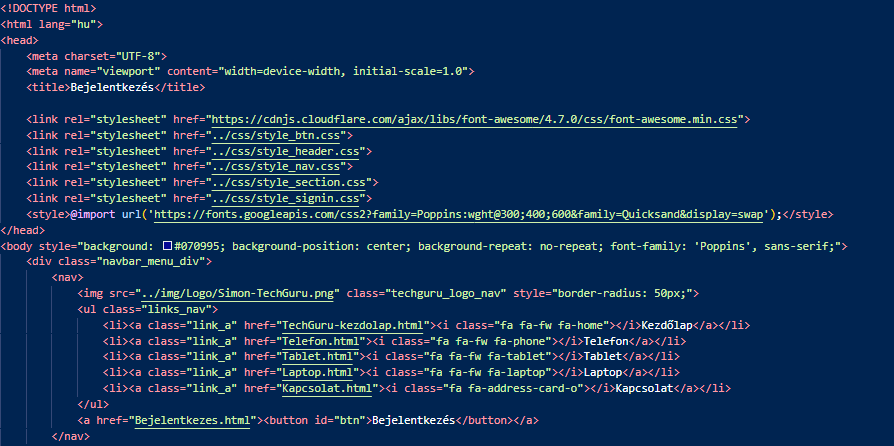 <!DOCTYPE html>
<html lang="hu">
<head>
    <meta charset="UTF-8">
    <meta name="viewport" content="width=device-width, initial-scale=1.0">
    <title>Bejelentkezés</title>

    <link rel="stylesheet" href="https://cdnjs.cloudflare.com/ajax/libs/font-awesome/4.7.0/css/font-awesome.min.css">
    <link rel="stylesheet" href="../css/style_btn.css">
    <link rel="stylesheet" href="../css/style_header.css">
    <link rel="stylesheet" href="../css/style_nav.css">
    <link rel="stylesheet" href="../css/style_section.css">
    <link rel="stylesheet" href="../css/style_signin.css">
    <style>@import url('https://fonts.googleapis.com/css2?family=Poppins:wght@300;400;600&family=Quicksand&display=swap');</style>
</head>
<body style="background: #070995; background-position: center; background-repeat: no-repeat; font-family: 'Poppins', sans-serif;">
    <div class="navbar_menu_div">
        <nav>
            <img src="../img/Logo/Simon-TechGuru.png" class="techguru_logo_nav" style="border-radius: 50px;">
            <ul class="links_nav">
                <li><a class="link_a" href="TechGuru-kezdolap.html"><i class="fa fa-fw fa-home"></i>Kezdőlap</a></li>
                <li><a class="link_a" href="Telefon.html"><i class="fa fa-fw fa-phone"></i>Telefon</a></li>
                <li><a class="link_a" href="Tablet.html"><i class="fa fa-fw fa-tablet"></i>Tablet</a></li>
                <li><a class="link_a" href="Laptop.html"><i class="fa fa-fw fa-laptop"></i>Laptop</a></li>
                <li><a class="link_a" href="Kapcsolat.html"><i class="fa fa-address-card-o"></i>Kapcsolat</a></li>
            </ul>
            <a href="Bejelentkezes.html"><button id="btn">Bejelentkezés</button></a>
        </nav>